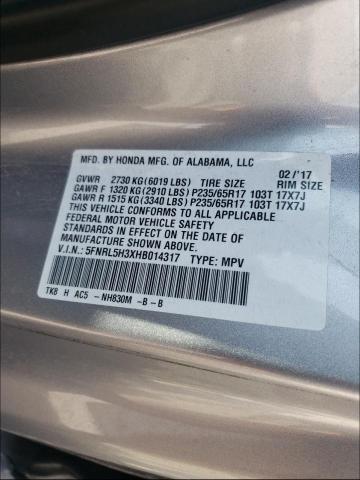 MFD. BY HONDA MFG. OF ALABAMA, LLC 02/'17
GVWR 2730 KG(6019 LBS) TIRE SIZE RIM SIZE
GAWR F 1320 KG(2910 LBS) P235/65R17 103T 17X7J
GAWR R 1515 KG(3340 LBS) P235/65R17 103T 17X7J
THIS VEHICLE CONFORMS TO ALL APPLICABLE
FEDERAL MOTOR VEHICLE SAFETY
STANDARDS IN EFFECT ON THE DATE OF
MANUFACTURE SHOWN ABOVE.
V.I.N.: 5FNRL5H3XHB014317 TYPE: MPV
TK8 H AC5 -NH830M -B -B